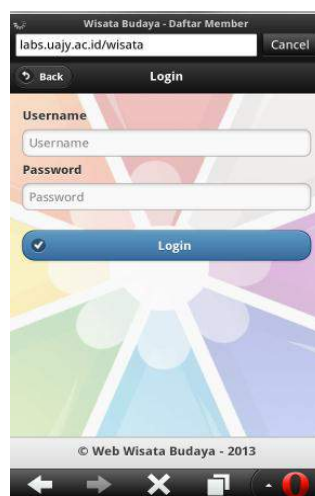 Wisata Budaya - Daftar Member
labs.uajy.ac.id/wisata Cancel
Back Login
Username
Username
Password
Password
Login
© Web Wisata Budaya - 2013